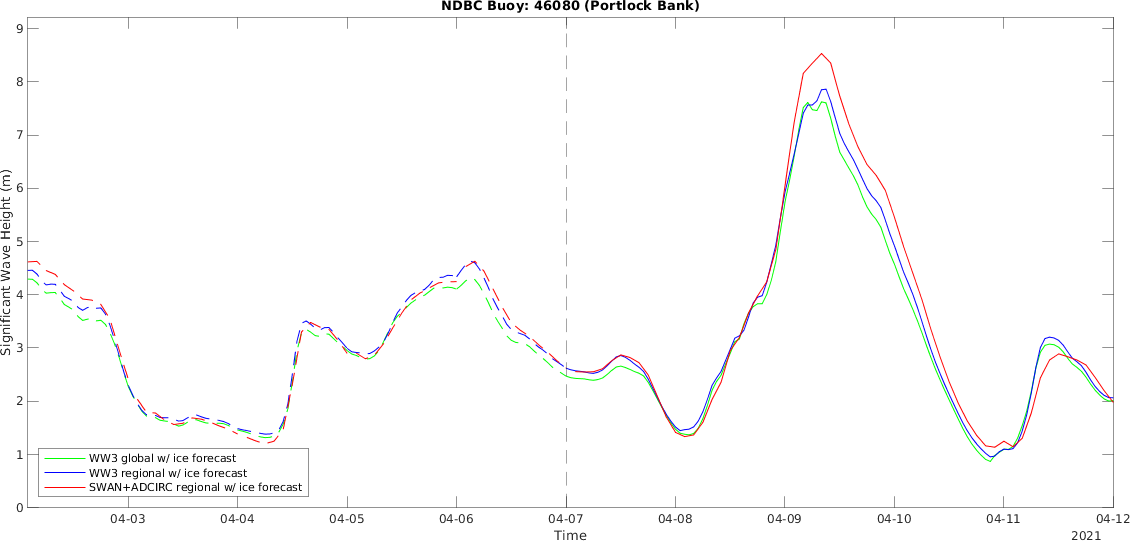 NDBC Buoy: 46080 (Portlock Bank)
Significant Wave Height (m)
9
8
7
6
5
4
3
2
1
0
WW3 global w/ ice forecast
WW3 regional w/ ice forecast
SWAN+ADCIRC regional w/ ice forecast
04-03 04-04 04-05 04-06 04-07 04-08 04-09 04-10 04-11 04-12
Time
2021